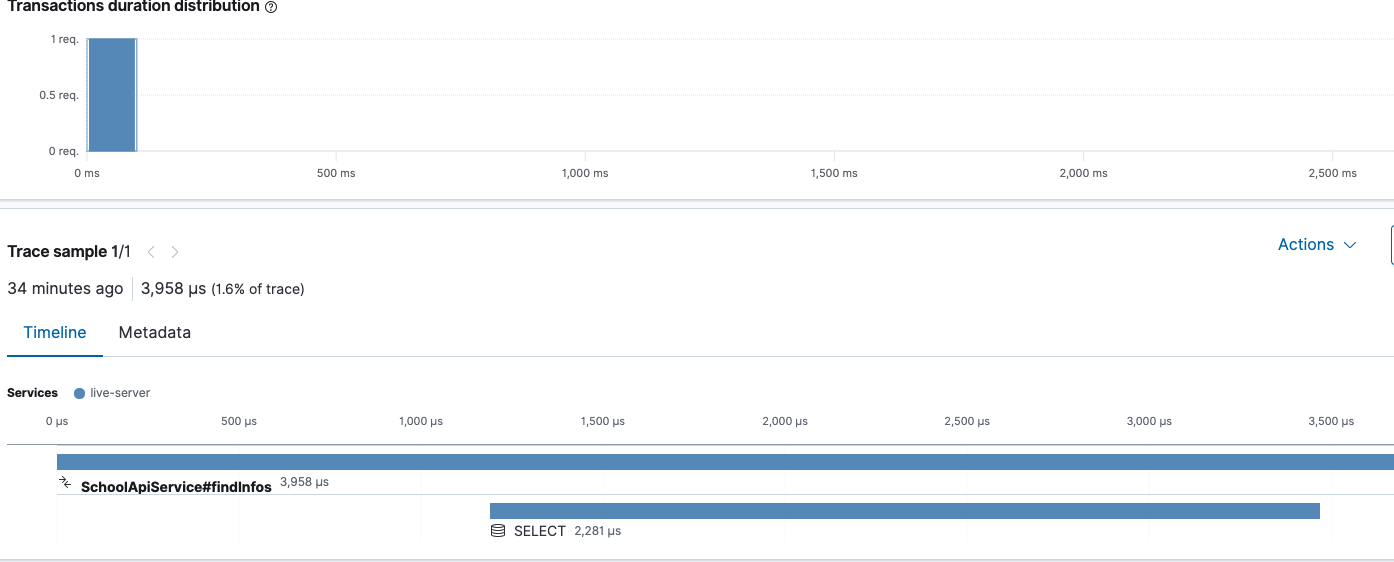 Transactions duration distribution
1 req.
0.5 req.
0 req.
0 ms 500 ms 1,000 ms 1,500 ms 2,000 ms 2,500 ms
Trace sample 1/1
Actions
34 minutes ago 3,958 μs (1.6% of trace)
Timeline Metadata
Services live-server
0 μs 500 μs 1,000 μs 1,500 μs 2,000 μs 2,500 μs 3,000 μs 3,500 μs
SchoolApiService#findInfos 3,958 μs
SELECT 2,281 μs